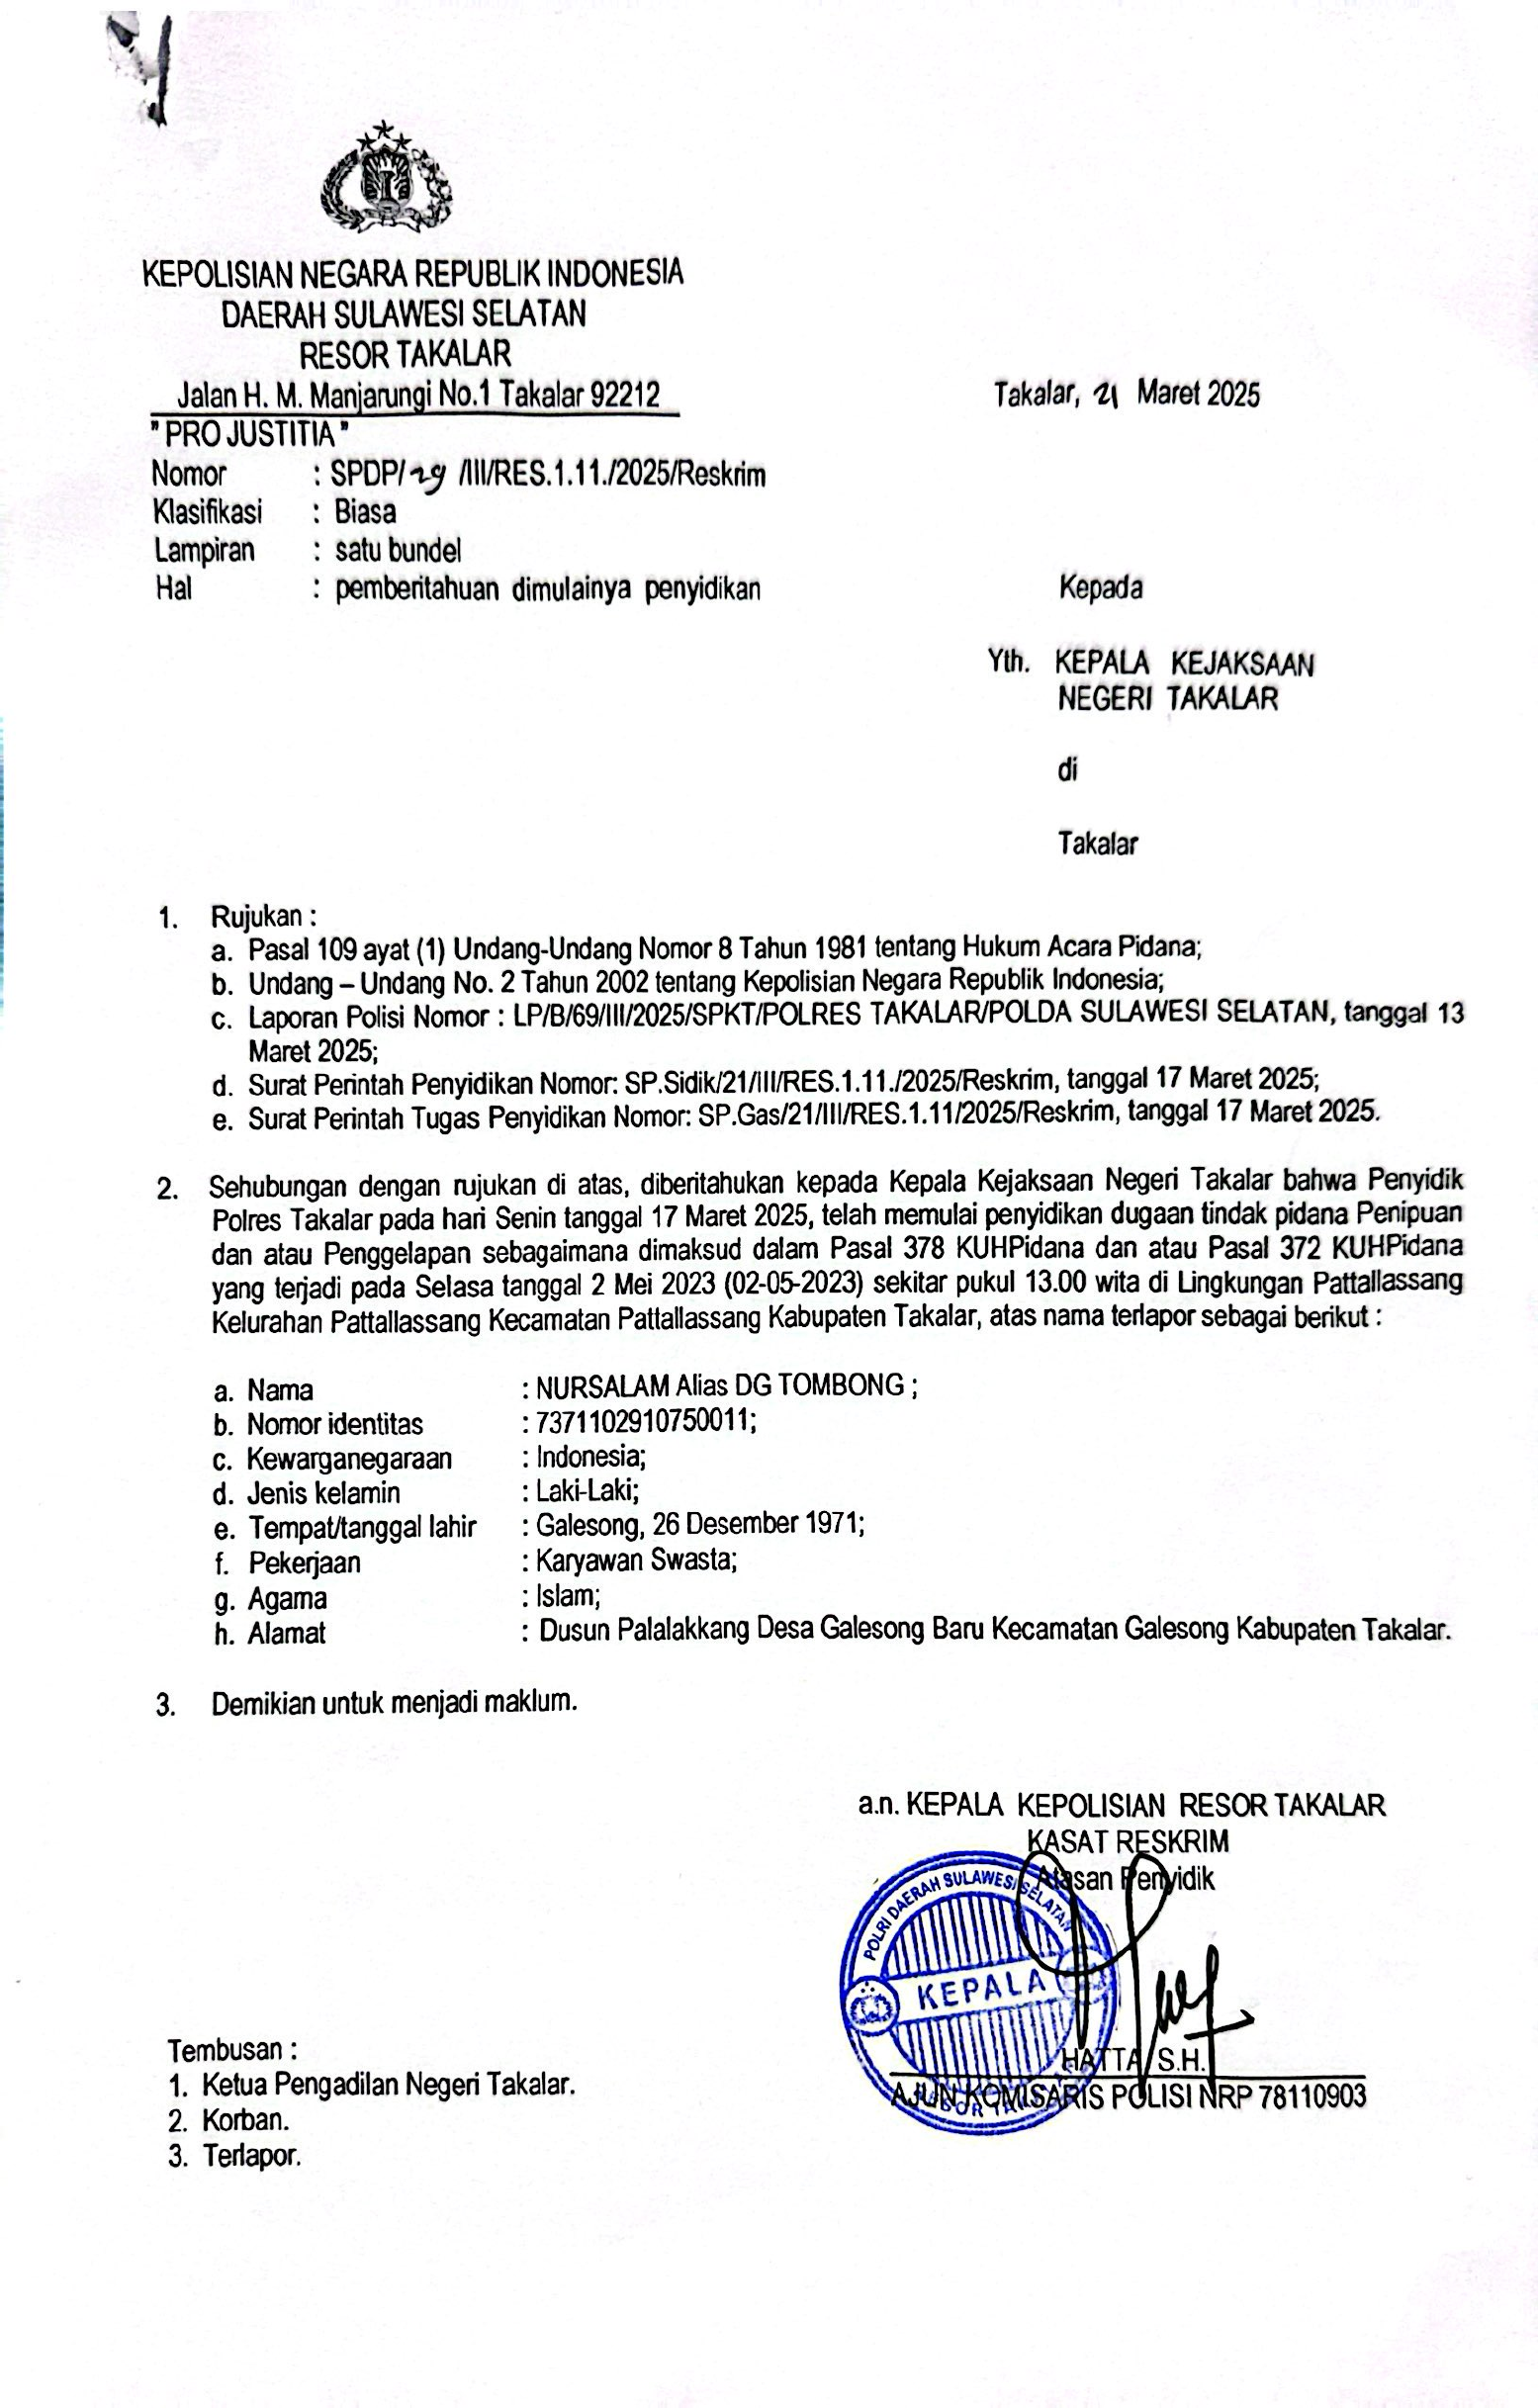 KEPOLISIAN NEGARA REPUBLIK INDONESIA
DAERAH SULAWESI SELATAN
RESOR TAKALAR
Jalan H. M. Manjarungi No.1 Takalar 92212
Takalar, 21 Maret 2025
" PRO JUSTITIA "
Nomor : SPDP/29 /III/RES.1.11./2025/Reskrim
Klasifikasi : Biasa
Lampiran : satu bundel
Hal : pemberitahuan dimulainya penyidikan
Kepada
Yth. KEPALA KEJAKSAAN
NEGERI TAKALAR
di
Takalar
1. Rujukan :
a. Pasal 109 ayat (1) Undang-Undang Nomor 8 Tahun 1981 tentang Hukum Acara Pidana;
b. Undang – Undang No. 2 Tahun 2002 tentang Kepolisian Negara Republik Indonesia;
c. Laporan Polisi Nomor : LP/B/69/III/2025/SPKT/POLRES TAKALAR/POLDA SULAWESI SELATAN, tanggal 13
Maret 2025;
d. Surat Perintah Penyidikan Nomor: SP.Sidik/21/III/RES.1.11./2025/Reskrim, tanggal 17 Maret 2025;
e. Surat Perintah Tugas Penyidikan Nomor: SP.Gas/21/III/RES.1.11/2025/Reskrim, tanggal 17 Maret 2025.
2. Sehubungan dengan rujukan di atas, diberitahukan kepada Kepala Kejaksaan Negeri Takalar bahwa Penyidik
Polres Takalar pada hari Senin tanggal 17 Maret 2025, telah memulai penyidikan dugaan tindak pidana Penipuan
dan atau Penggelapan sebagaimana dimaksud dalam Pasal 378 KUHPidana dan atau Pasal 372 KUHPidana
yang terjadi pada Selasa tanggal 2 Mei 2023 (02-05-2023) sekitar pukul 13.00 wita di Lingkungan Pattallassang
Kelurahan Pattallassang Kecamatan Pattallassang Kabupaten Takalar, atas nama terlapor sebagai berikut :
a. Nama : NURSALAM Alias DG TOMBONG ;
b. Nomor identitas : 7371102910750011;
c. Kewarganegaraan : Indonesia;
d. Jenis kelamin : Laki-Laki;
e. Tempat/tanggal lahir : Galesong, 26 Desember 1971;
f. Pekerjaan : Karyawan Swasta;
g. Agama : Islam;
h. Alamat : Dusun Palalakkang Desa Galesong Baru Kecamatan Galesong Kabupaten Takalar.
3. Demikian untuk menjadi maklum.
a.n. KEPALA KEPOLISIAN RESOR TAKALAR
KASAT RESKRIM
Atasan Penyidik
POLRI DAERAH SULAWESI SELATAN
KEPALA
HATTA, S.H.
AJUN KOMISARIS POLISI NRP 78110903
Tembusan :
1. Ketua Pengadilan Negeri Takalar.
2. Korban.
3. Terlapor.